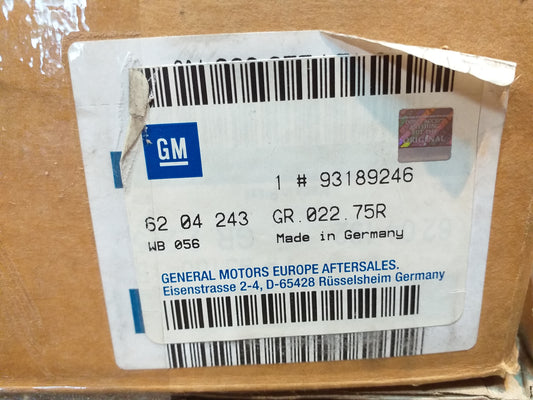 GM
ORIGINAL
1 # 93189246
62 04 243 GR.022.75R
WB 056 Made in Germany
GENERAL MOTORS EUROPE AFTERSALES.
Eisenstrasse 2-4, D-65428 Rüsselsheim Germany